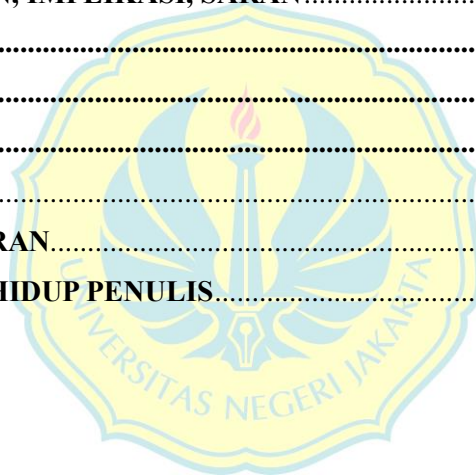 , IMPLIKASI, SARAN....................
............................................................
............................................................
............................................................
............................................................
RAN............................................................
HIDUP PENULIS........................................
UNIVERSITAS NEGERI JAKARTA